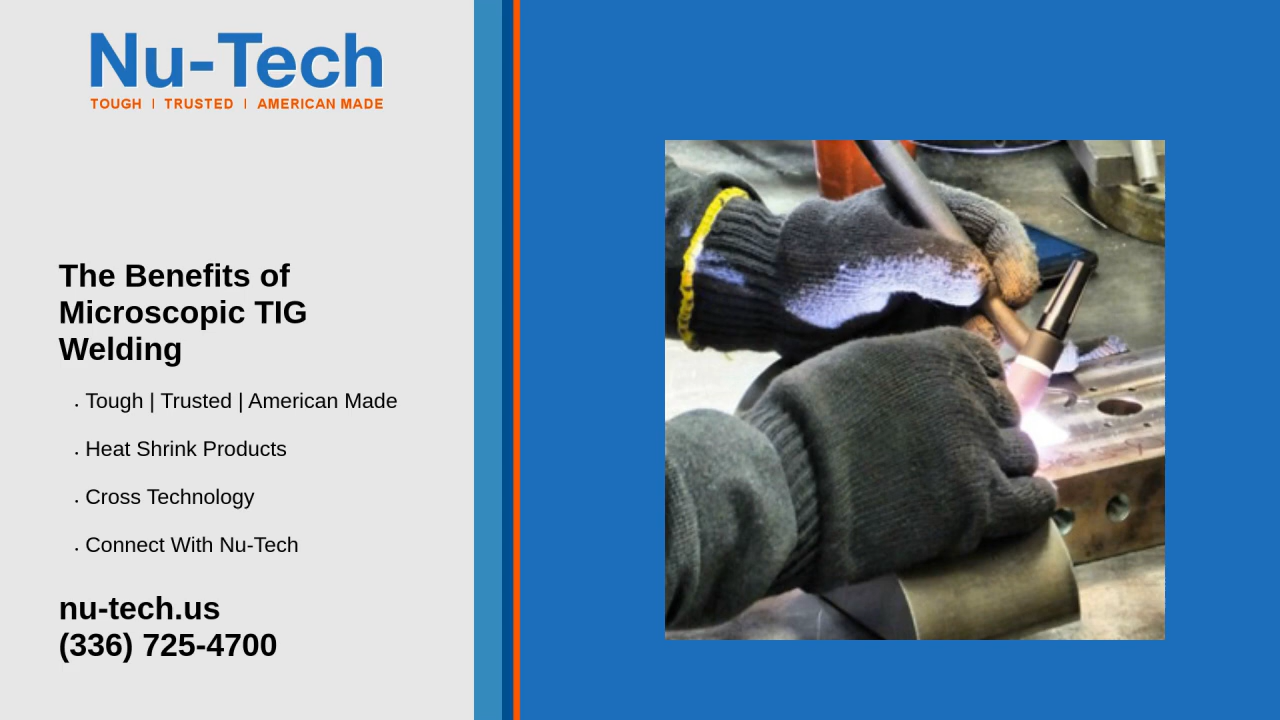 Nu-Tech
TOUGH | TRUSTED | AMERICAN MADE
The Benefits of
Microscopic TIG
Welding
· Tough | Trusted | American Made
· Heat Shrink Products
· Cross Technology
· Connect With Nu-Tech
nu-tech.us
(336) 725-4700